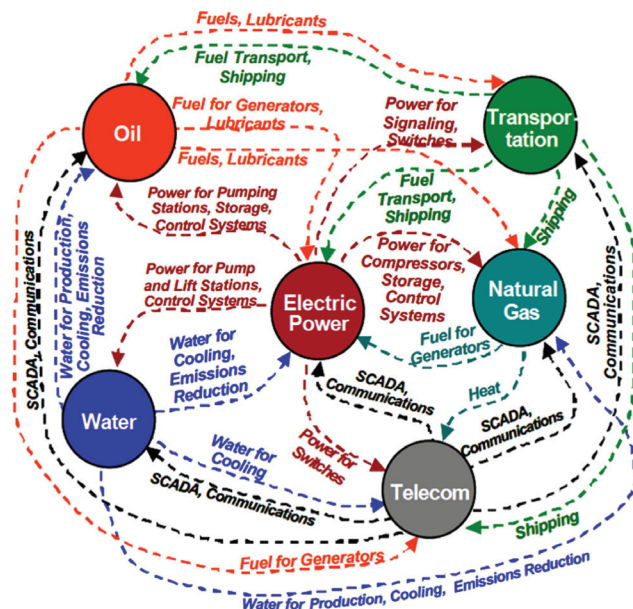 Fuels, Lubricants
Fuel Transport,
Shipping
Oil
Fuel for Generators,
Lubricants
Fuels, Lubricants
Power for
Signaling,
Switches
Transpor-
tation
Power for Pumping
Stations, Storage,
Control Systems
Fuel
Transport,
Shipping
Shipping
Power for Pump
and Lift Stations,
Control Systems
Electric
Power
Power for
Compressors,
Storage,
Control
Systems
Natural
Gas
SCADA,
Communications
SCADA, Communications
Water for Production,
Cooling, Emissions
Reduction
Water for
Cooling,
Emissions
Reduction
Fuel for
Generators
Heat
SCADA,
Communications
SCADA,
Communications
Water
Water for
Cooling
Power for
Switches
SCADA, Communications
Telecom
Shipping
Fuel for Generators
Water for Production, Cooling, Emissions Reduction